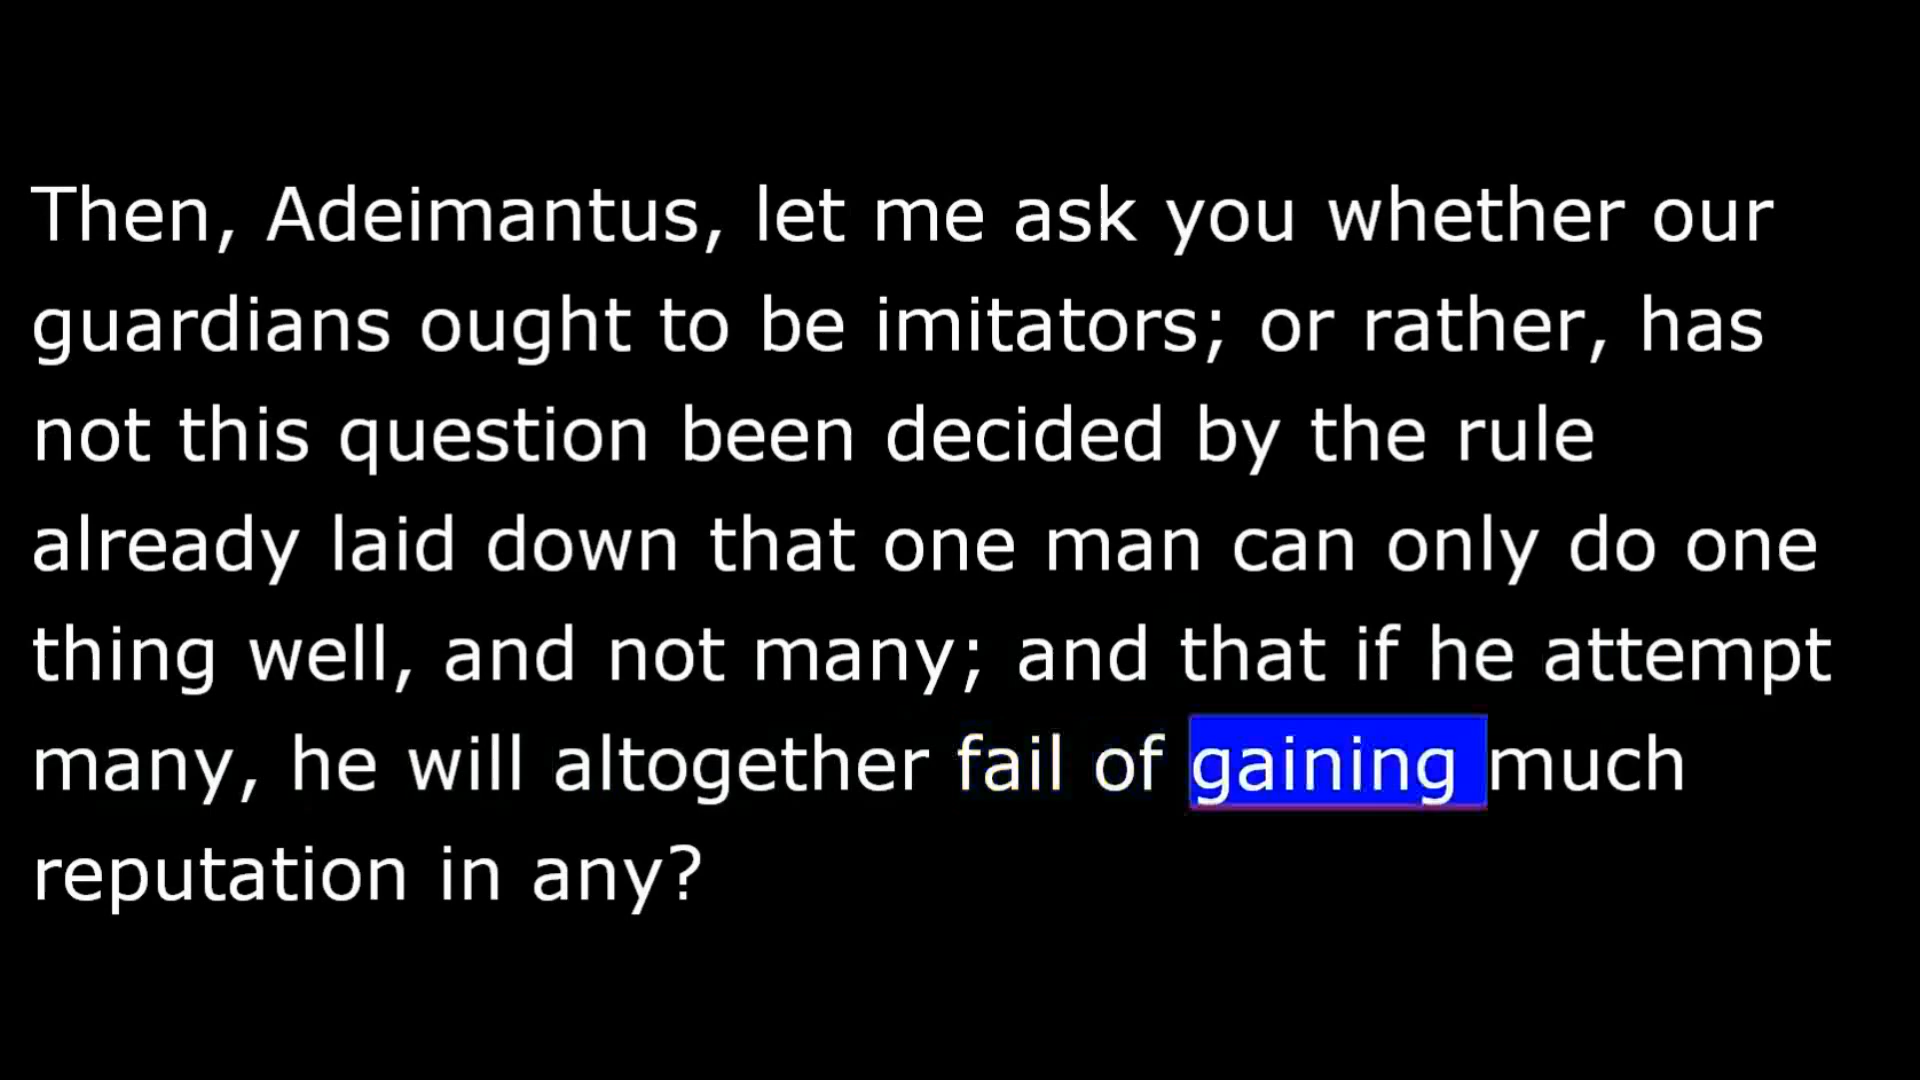 Then, Adeimantus, let me ask you whether our
guardians ought to be imitators; or rather, has
not this question been decided by the rule
already laid down that one man can only do one
thing well, and not many; and that if he attempt
many, he will altogether fail of gaining much
reputation in any?